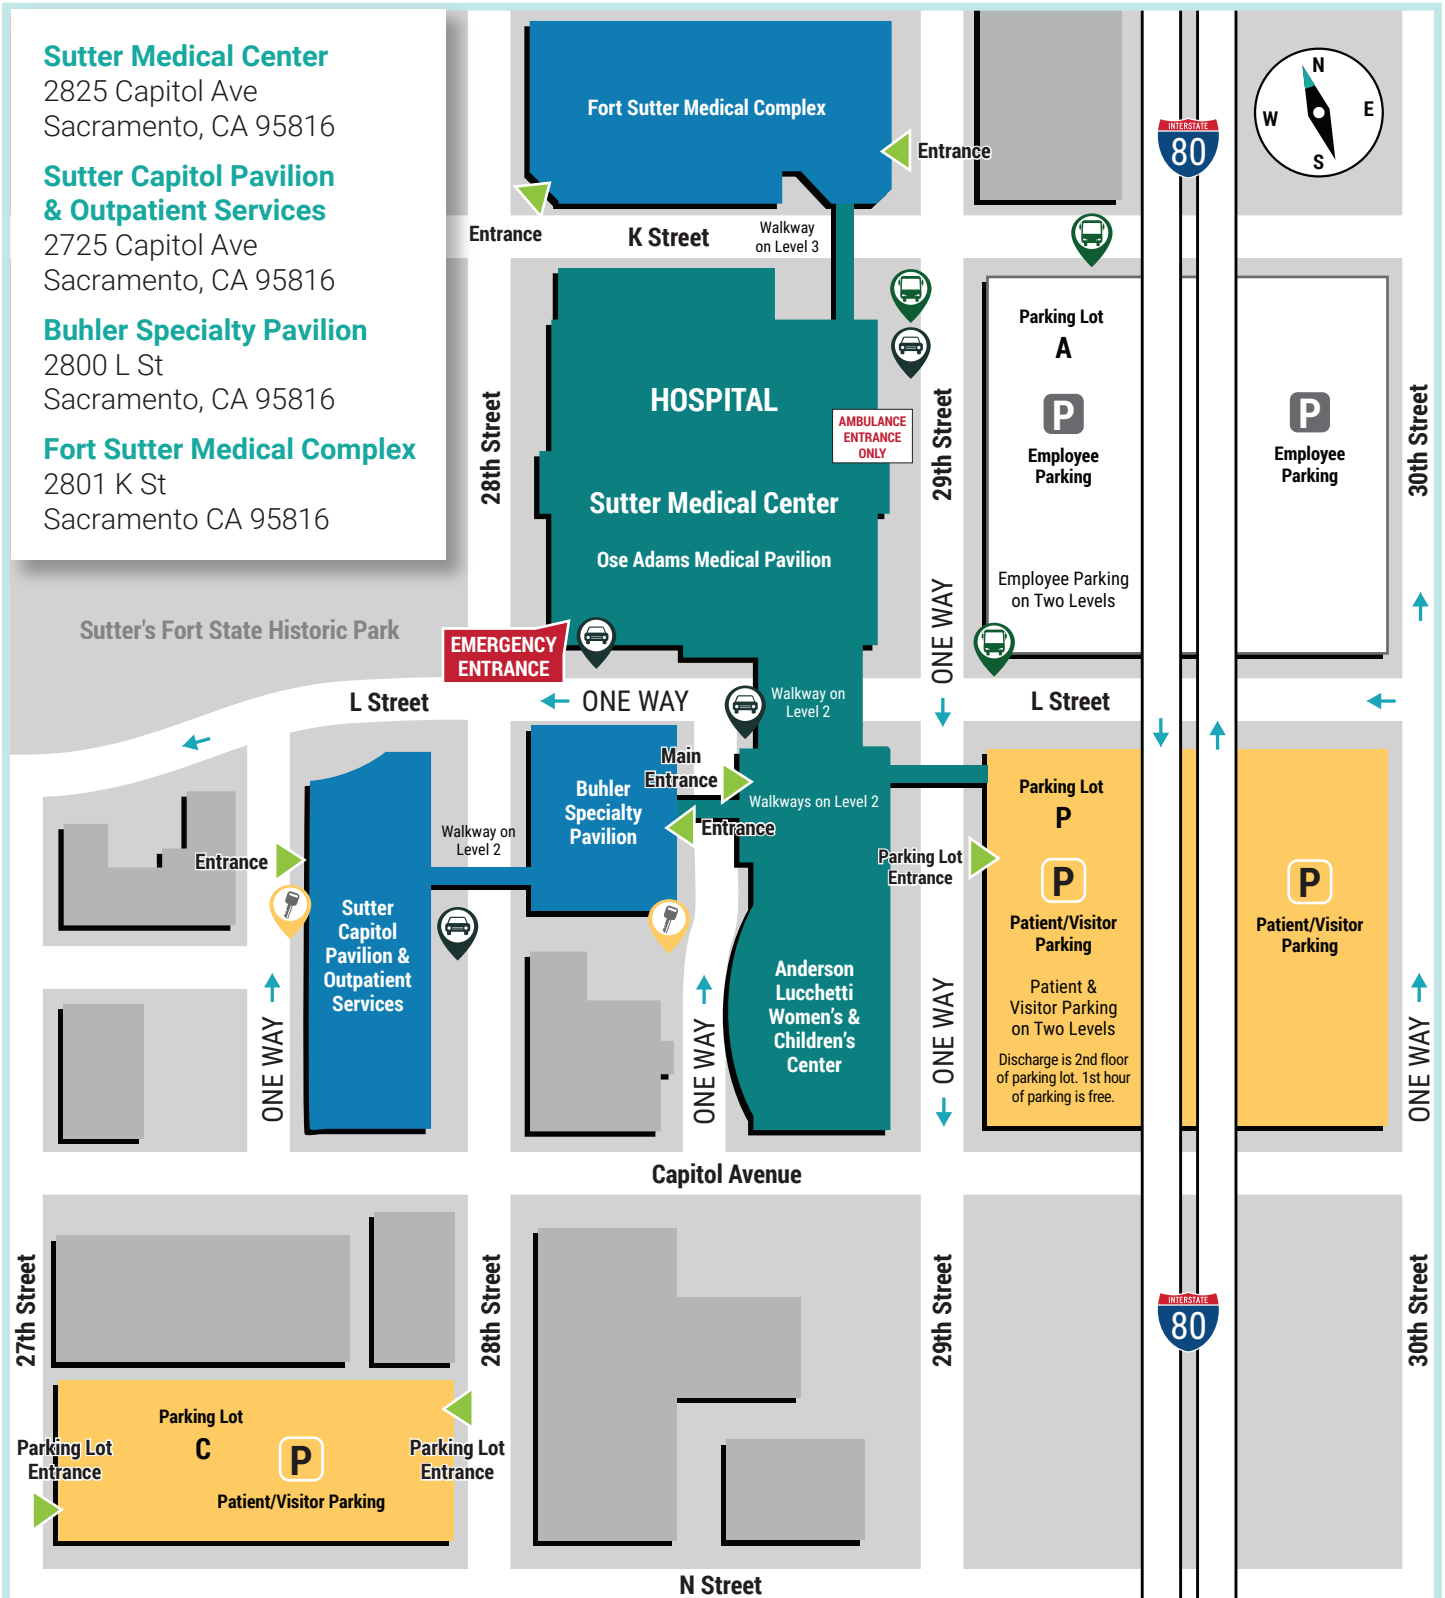 Sutter Medical Center
2825 Capitol Ave
Sacramento, CA 95816
Sutter Capitol Pavilion
& Outpatient Services
2725 Capitol Ave
Sacramento, CA 95816
Buhler Specialty Pavilion
2800 L St
Sacramento, CA 95816
Fort Sutter Medical Complex
2801 K St
Sacramento CA 95816
Fort Sutter Medical Complex
Entrance
Entrance
K Street
Walkway
on Level 3
INTERSTATE
80
N
W
E
S
28th Street
HOSPITAL
AMBULANCE
ENTRANCE
ONLY
Sutter Medical Center
Ose Adams Medical Pavilion
29th Street
Parking Lot
A
P
Employee
Parking
Employee Parking
on Two Levels
P
Employee
Parking
30th Street
ONE WAY
Sutter's Fort State Historic Park
EMERGENCY
ENTRANCE
L Street
ONE WAY
Walkway on
Level 2
L Street
Main
Entrance
Buhler
Specialty
Pavilion
Walkways on Level 2
Entrance
Walkway on
Level 2
Entrance
Sutter
Capitol
Pavilion &
Outpatient
Services
Parking Lot
Entrance
Parking Lot
P
P
Patient/Visitor
Parking
Patient &
Visitor Parking
on Two Levels
Discharge is 2nd floor
of parking lot. 1st hour
of parking is free.
P
Patient/Visitor
Parking
Anderson
Lucchetti
Women's &
Children's
Center
ONE WAY
ONE WAY
ONE WAY
ONE WAY
Capitol Avenue
27th Street
28th Street
29th Street
INTERSTATE
80
30th Street
Parking Lot
C
P
Patient/Visitor Parking
Parking Lot
Entrance
Parking Lot
Entrance
N Street